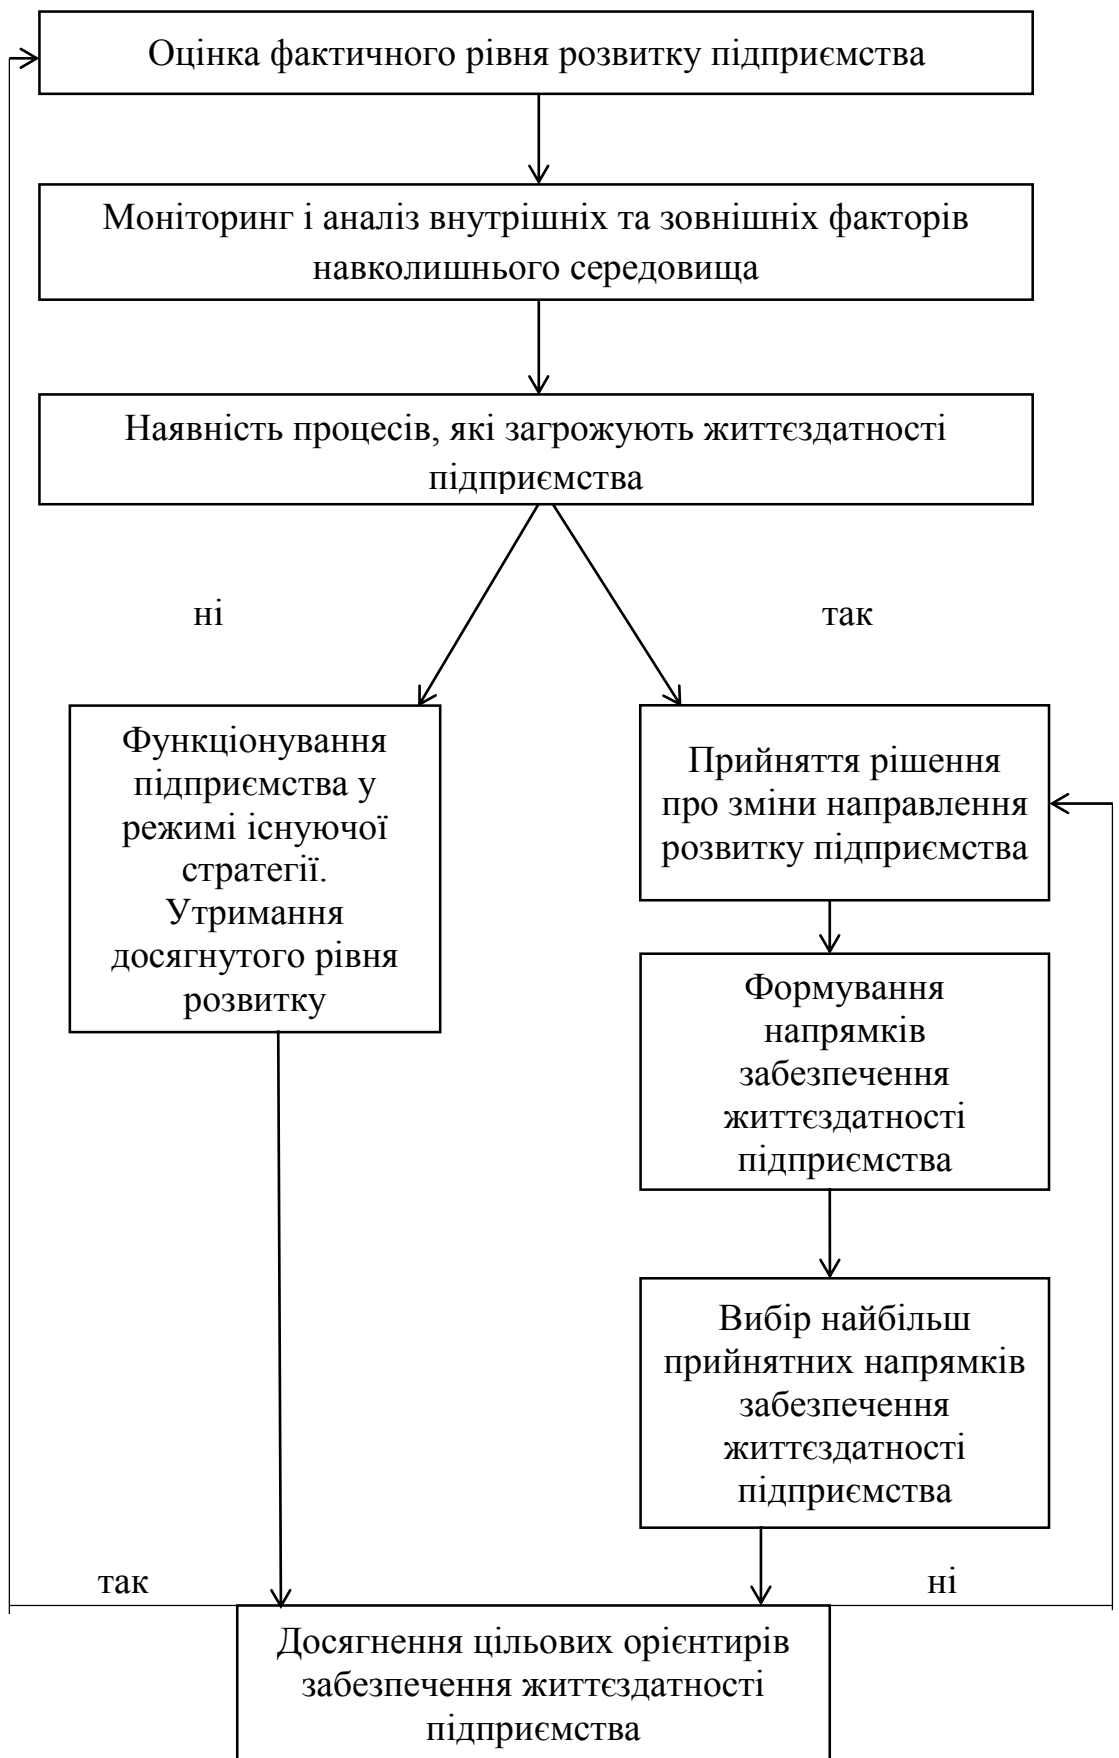 Оцінка фактичного рівня розвитку підприємства
Моніторинг і аналіз внутрішніх та зовнішніх факторів
навколишнього середовища
Наявність процесів, які загрожують життєздатності
підприємства
ні
так
Функціонування
підприємства у
режимі існуючої
стратегії.
Утримання
досягнутого рівня
розвитку
Прийняття рішення
про зміни направлення
розвитку підприємства
Формування
напрямків
забезпечення
життєздатності
підприємства
Вибір найбільш
прийнятних напрямків
забезпечення
життєздатності
підприємства
так
ні
Досягнення цільових орієнтирів
забезпечення життєздатності
підприємства